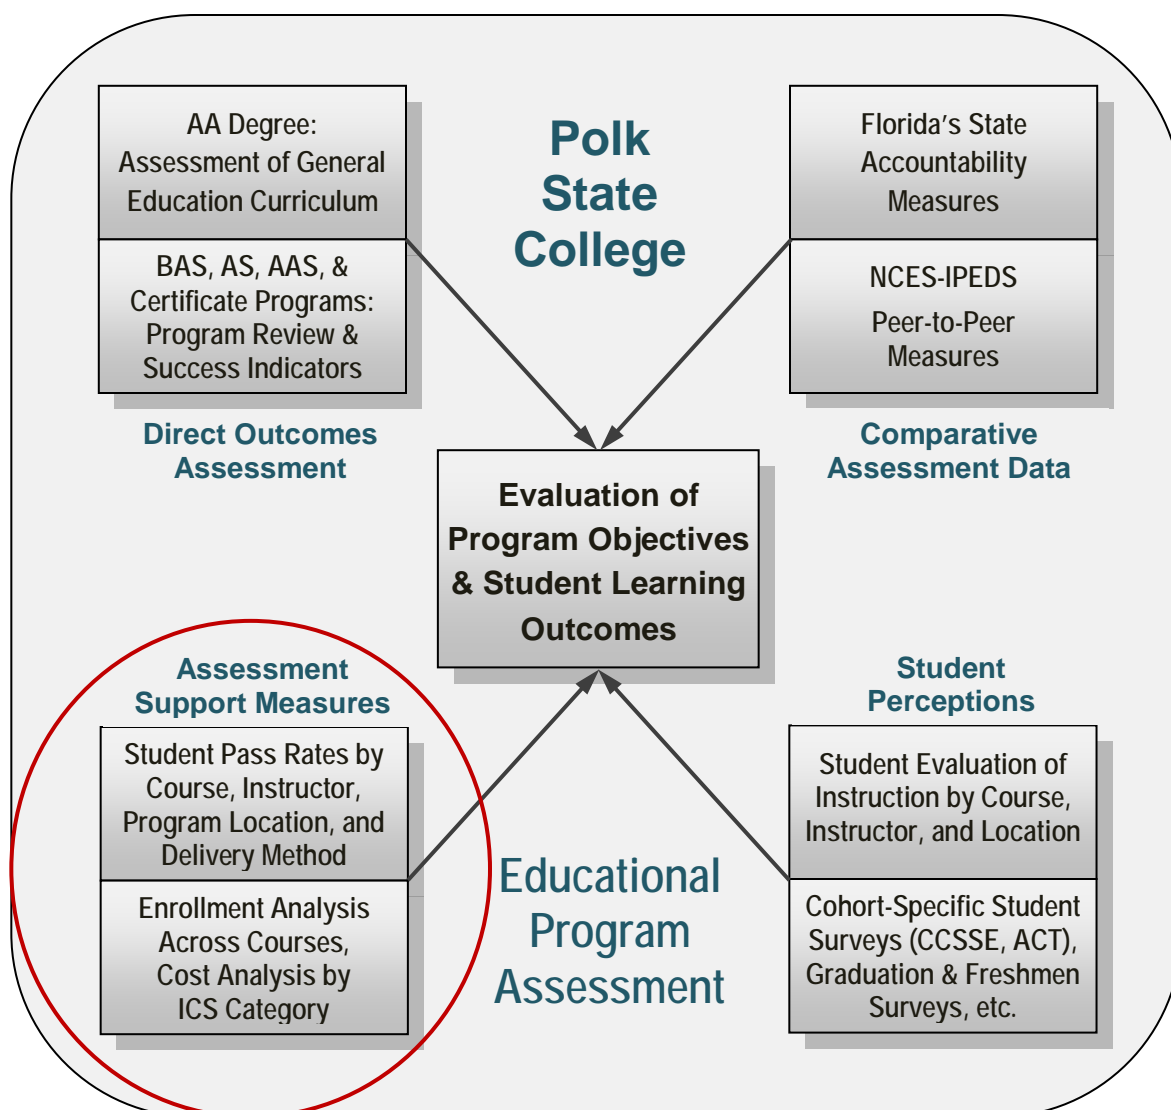 AA Degree:
Assessment of General
Education Curriculum
BAS, AS, AAS, &
Certificate Programs:
Program Review &
Success Indicators
Direct Outcomes
Assessment
Polk
State
College
Florida's State
Accountability
Measures
NCES-IPEDS
Peer-to-Peer
Measures
Comparative
Assessment Data
Evaluation of
Program Objectives
& Student Learning
Outcomes
Assessment
Support Measures
Student Pass Rates by
Course, Instructor,
Program Location, and
Delivery Method
Enrollment Analysis
Across Courses,
Cost Analysis by
ICS Category
Educational
Program
Assessment
Student
Perceptions
Student Evaluation of
Instruction by Course,
Instructor, and Location
Cohort-Specific Student
Surveys (CCSSE, ACT),
Graduation & Freshmen
Surveys, etc.